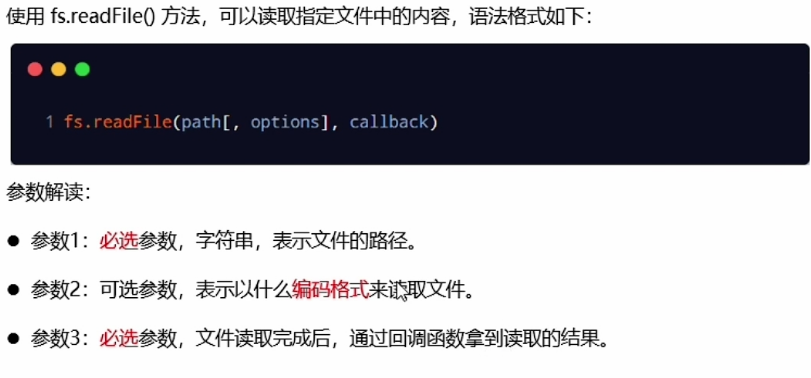 使用 fs.readFile() 方法，可以读取指定文件中的内容，语法格式如下：
1 fs.readFile(path[, options], callback)
参数解读：
● 参数1：必选参数，字符串，表示文件的路径。
● 参数2：可选参数，表示以什么编码格式来读取文件。
● 参数3：必选参数，文件读取完成后，通过回调函数拿到读取的结果。